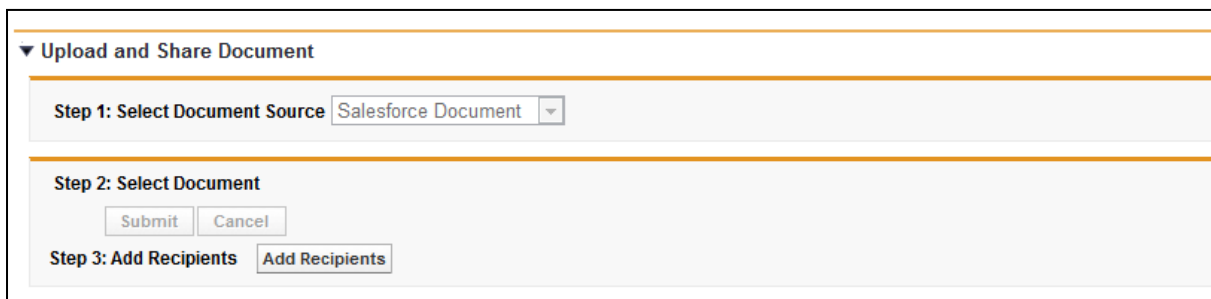 Upload and Share Document
Step 1: Select Document Source Salesforce Document
Step 2: Select Document
Submit Cancel
Step 3: Add Recipients Add Recipients